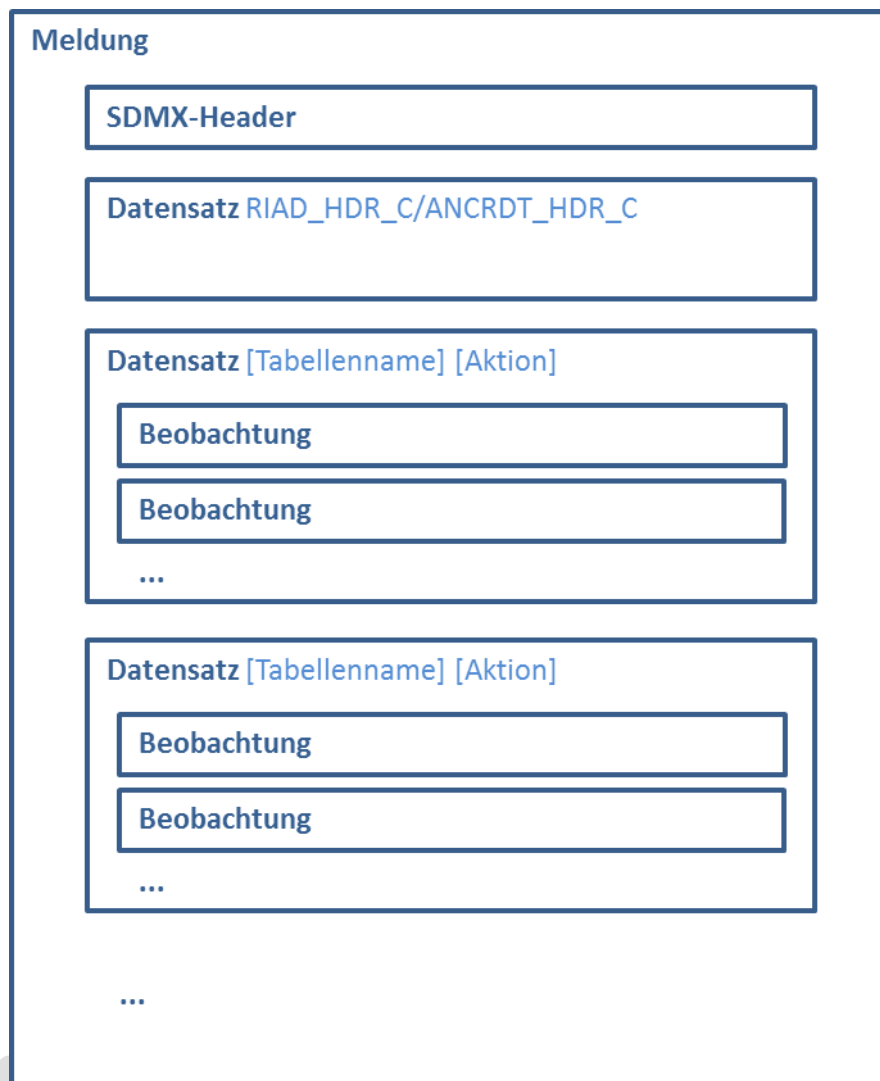 Meldung
SDMX-Header
Datensatz RIAD_HDR_C/ANCRDT_HDR_C
Datensatz [Tabellenname] [Aktion]
Beobachtung
Beobachtung
...
Datensatz [Tabellenname] [Aktion]
Beobachtung
Beobachtung
...
...